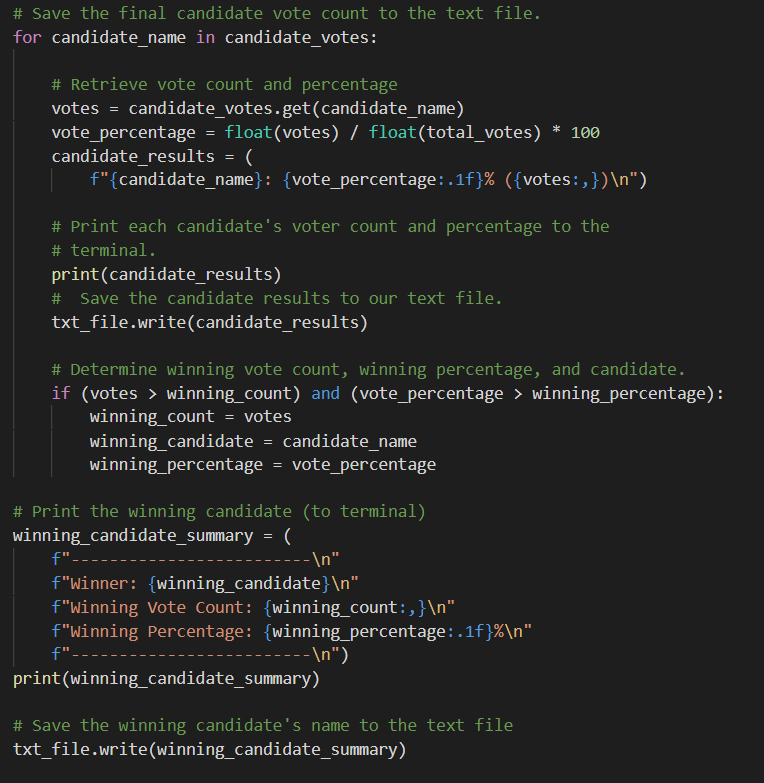 # Save the final candidate vote count to the text file.
for candidate_name in candidate_votes:
# Retrieve vote count and percentage
votes = candidate_votes.get(candidate_name)
vote_percentage = float(votes) / float(total_votes) * 100
candidate_results = (
f"{candidate_name}: {vote_percentage:.1f}% ({votes:,})\n")
# Print each candidate's voter count and percentage to the
# terminal.
print(candidate_results)
#  Save the candidate results to our text file.
txt_file.write(candidate_results)
# Determine winning vote count, winning percentage, and candidate.
if (votes > winning_count) and (vote_percentage > winning_percentage):
winning_count = votes
winning_candidate = candidate_name
winning_percentage = vote_percentage
# Print the winning candidate (to terminal)
winning_candidate_summary = (
f"-------------------------\n"
f"Winner: {winning_candidate}\n"
f"Winning Vote Count: {winning_count:,}\n"
f"Winning Percentage: {winning_percentage:.1f}%\n"
f"-------------------------\n")
print(winning_candidate_summary)
# Save the winning candidate's name to the text file
txt_file.write(winning_candidate_summary)